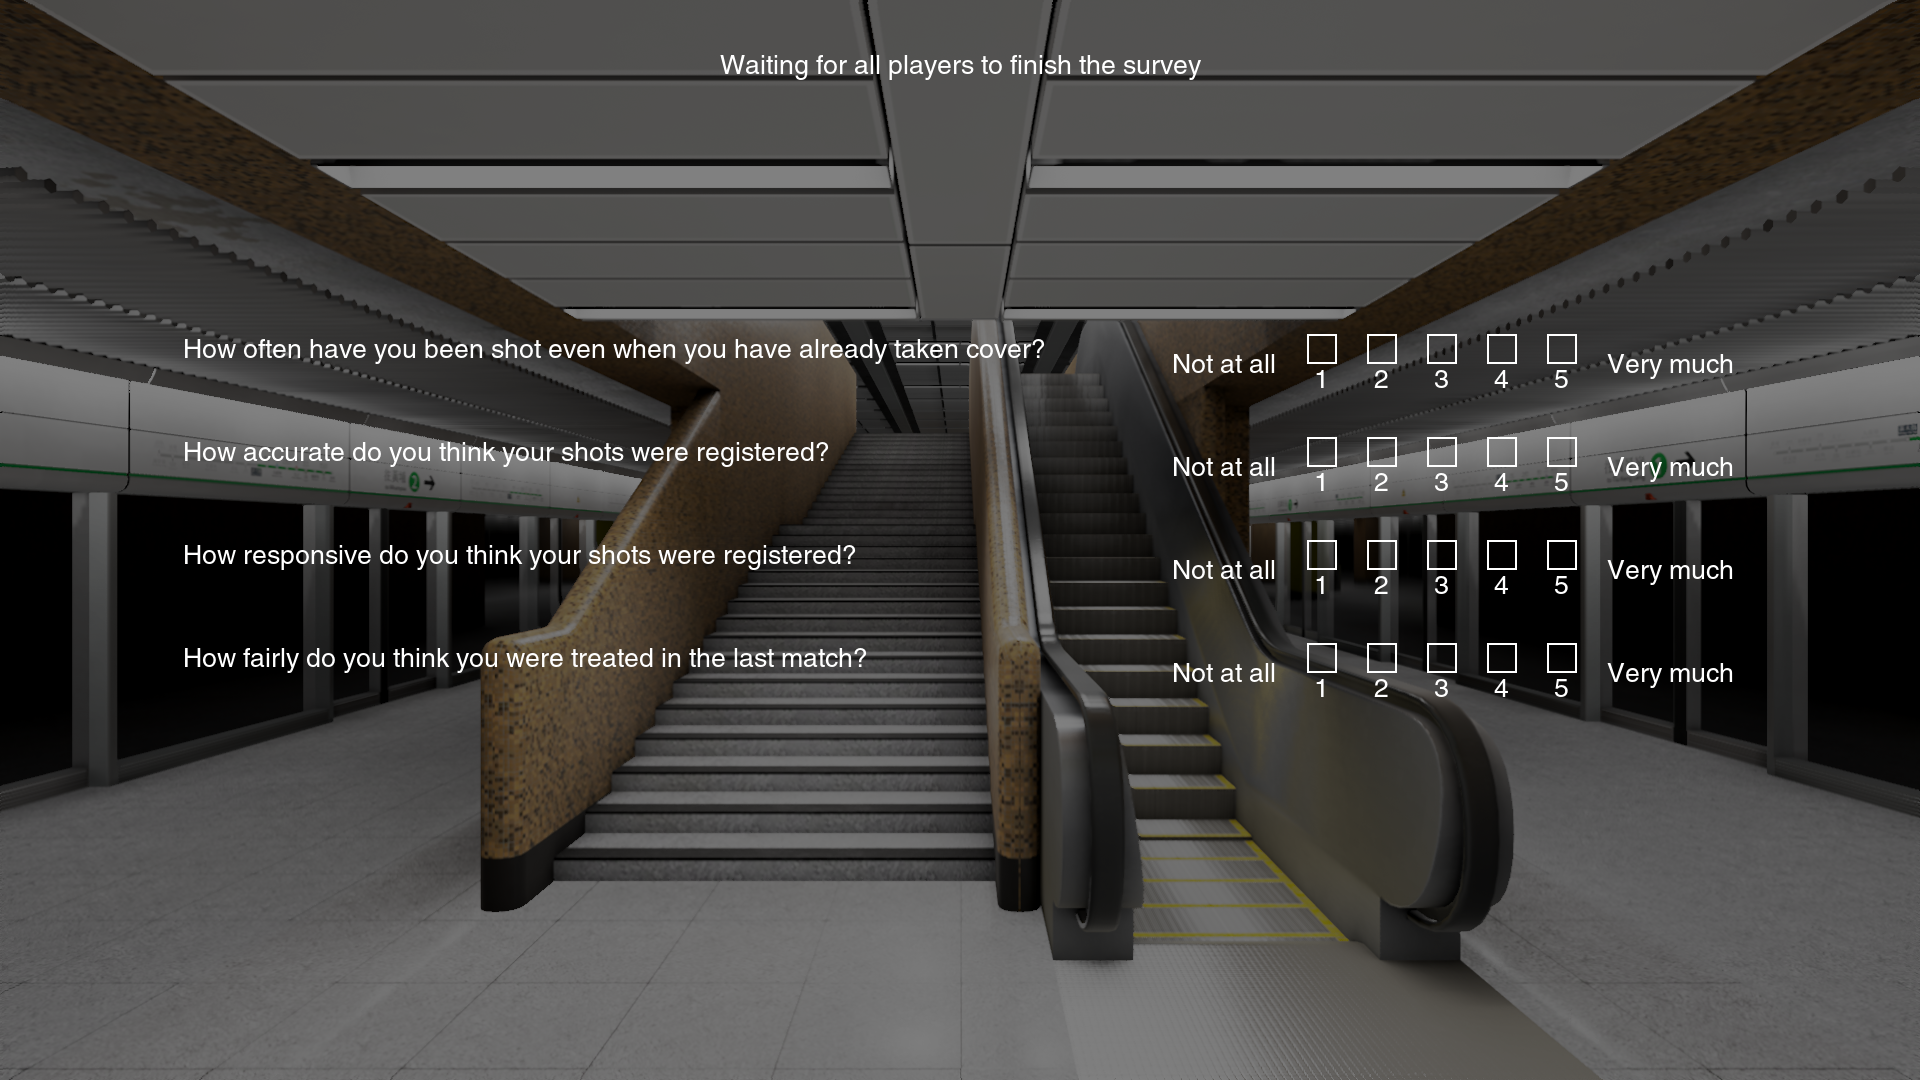 Waiting for all players to finish the survey
How often have you been shot even when you have already taken cover?
Not at all 1 2 3 4 5 Very much
How accurate do you think your shots were registered?
Not at all 1 2 3 4 5 Very much
How responsive do you think your shots were registered?
Not at all 1 2 3 4 5 Very much
How fairly do you think you were treated in the last match?
Not at all 1 2 3 4 5 Very much
2